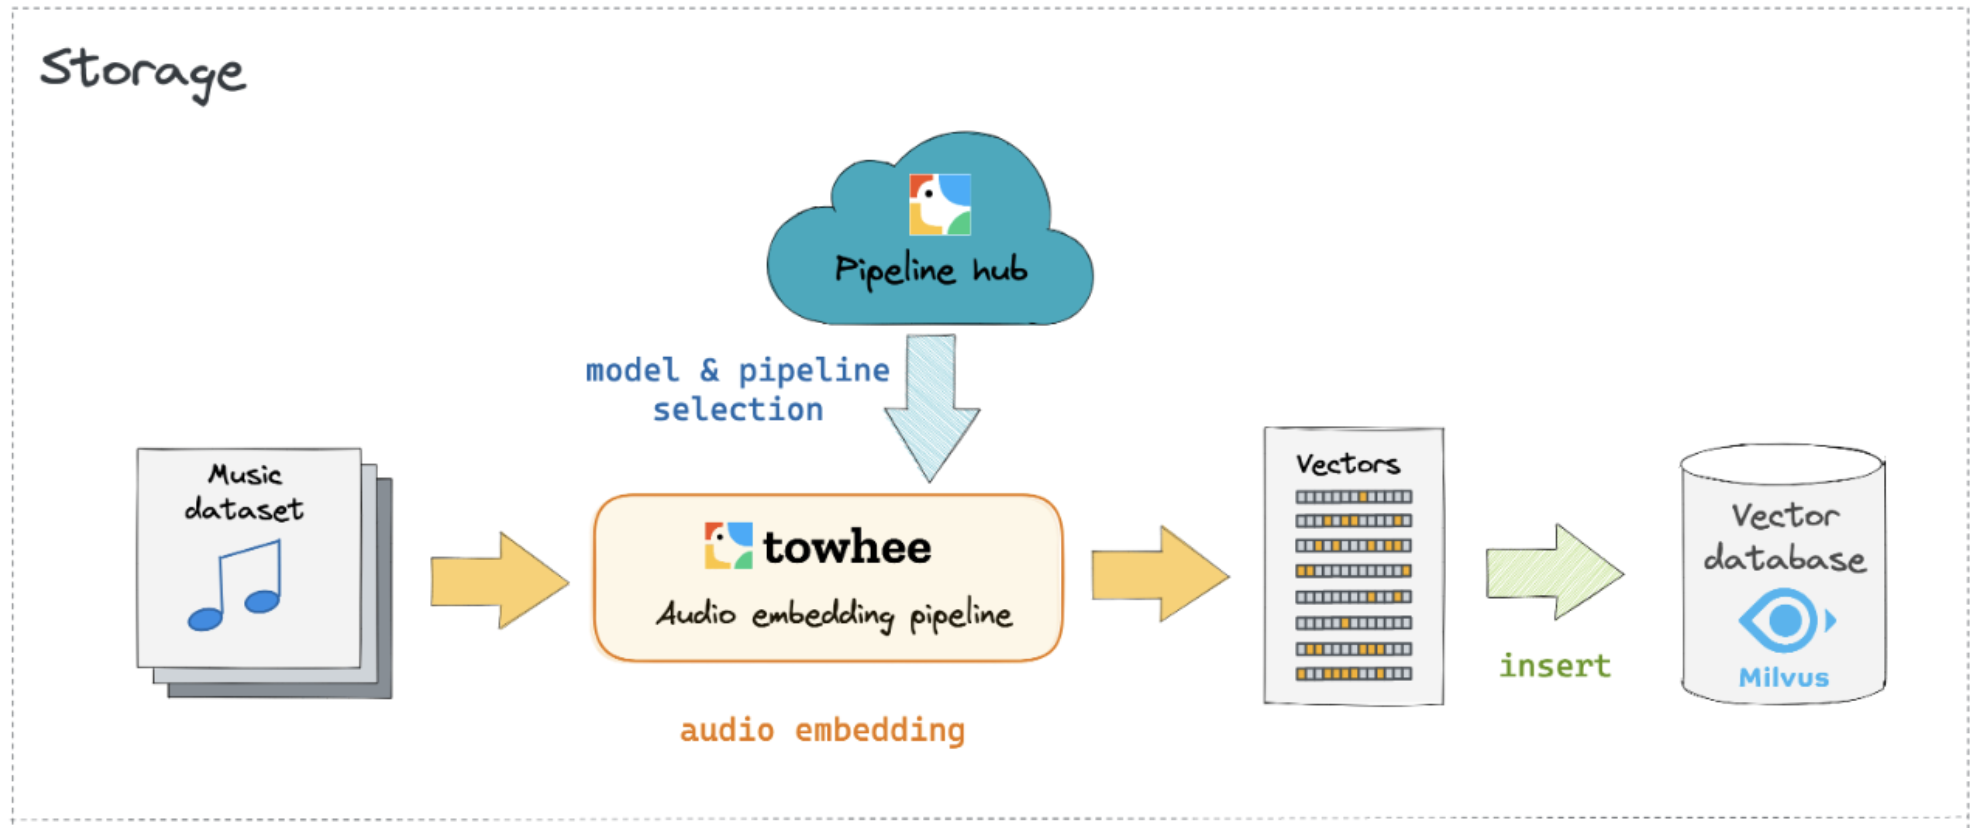 Storage
Pipeline hub
model & pipeline
selection
Music
dataset
towhee
Audio embedding pipeline
audio embedding
Vectors
insert
Vector
database
Milvus